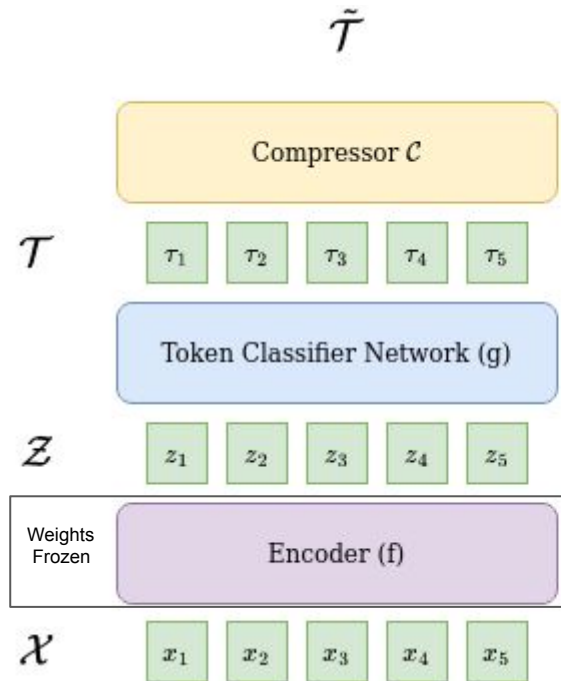 𝒯̃
Compressor 𝒞
𝒯 τ₁ τ₂ τ₃ τ₄ τ₅
Token Classifier Network (g)
𝒵 z₁ z₂ z₃ z₄ z₅
Weights
Frozen
Encoder (f)
𝒳 x₁ x₂ x₃ x₄ x₅